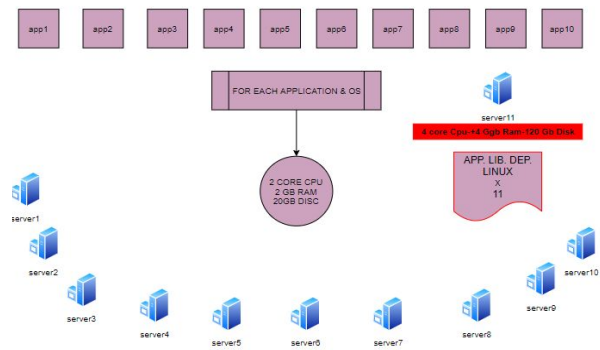 app1 app2 app3 app4 app5 app6 app7 app8 app9 app10
FOR EACH APPLICATION & OS
server11
4 core Cpu-+4 Ggb Ram-120 Gb Disk
APP. LIB. DEP.
LINUX
X
11
2 CORE CPU
2 GB RAM
20GB DISC
server1
server2
server3
server4
server5
server6
server7
server8
server9
server10